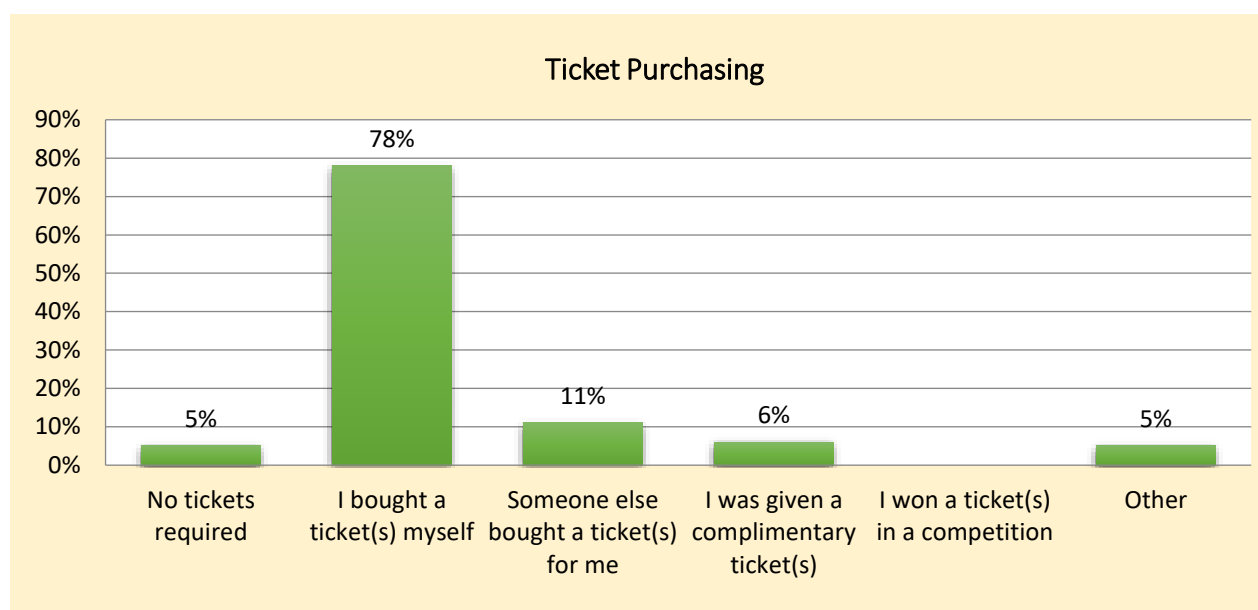 Ticket Purchasing
90%
80%
70%
60%
50%
40%
30%
20%
10%
0%
5%
78%
11%
6%
5%
No tickets
required
I bought a
ticket(s) myself
Someone else
bought a ticket(s)
for me
I was given a
complimentary
ticket(s)
I won a ticket(s)
in a competition
Other